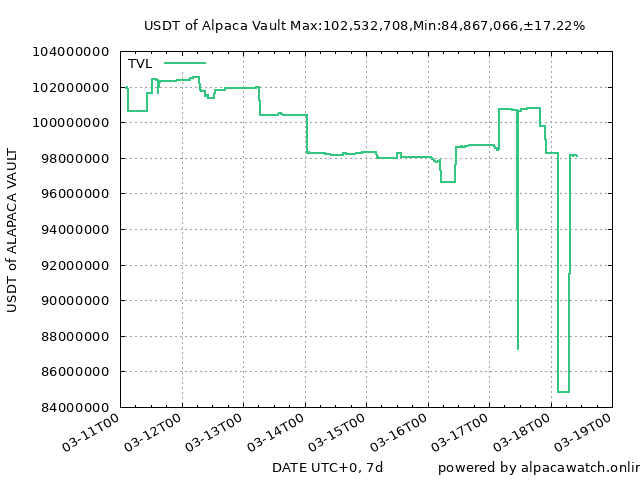 USDT of Alpaca Vault Max:102,532,708,Min:84,867,066,±17.22%
TVL
104000000
102000000
100000000
98000000
96000000
94000000
92000000
90000000
88000000
86000000
84000000
USDT of ALAPACA VAULT
03-11T00
03-12T00
03-13T00
03-14T00
03-15T00
03-16T00
03-17T00
03-18T00
03-19T00
DATE UTC+0, 7d
powered by alpacawatch.onlin